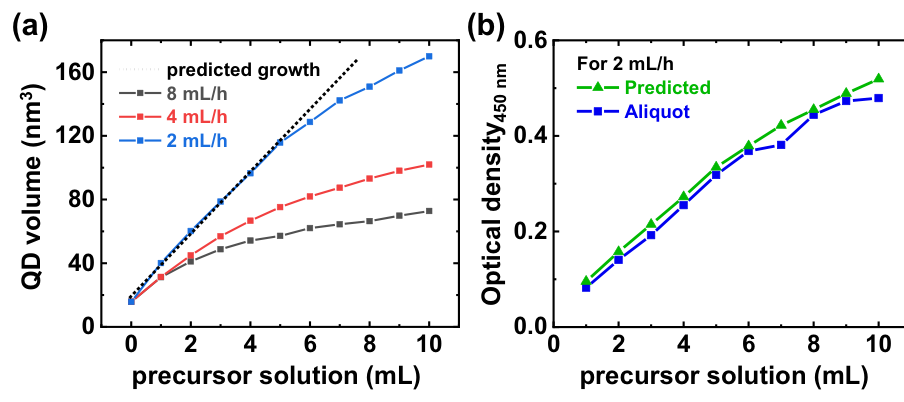 (a)
QD volume (nm³)
160
120
80
40
0
predicted growth
8 mL/h
4 mL/h
2 mL/h
0 2 4 6 8 10
precursor solution (mL)
(b)
Optical density450 nm
0.6
0.4
0.2
0.0
For 2 mL/h
Predicted
Aliquot
0 2 4 6 8 10
precursor solution (mL)